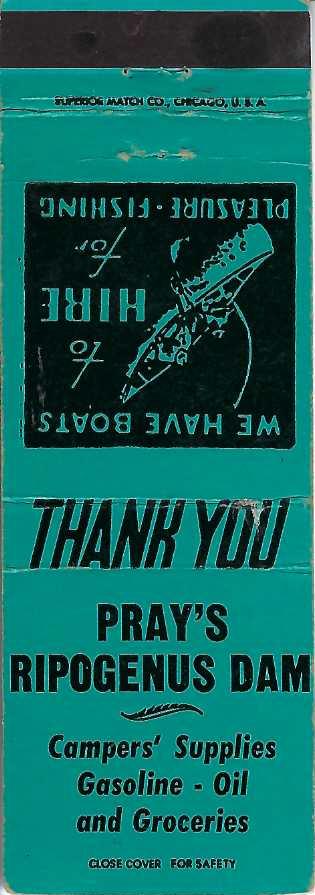 SUPERIOR MATCH CO., CHICAGO, U. S. A.
WE HAVE BOATS
to
HIRE
for
PLEASURE - FISHING
THANK YOU
PRAY'S
RIPOGENUS DAM
Campers' Supplies
Gasoline - Oil
and Groceries
CLOSE COVER FOR SAFETY